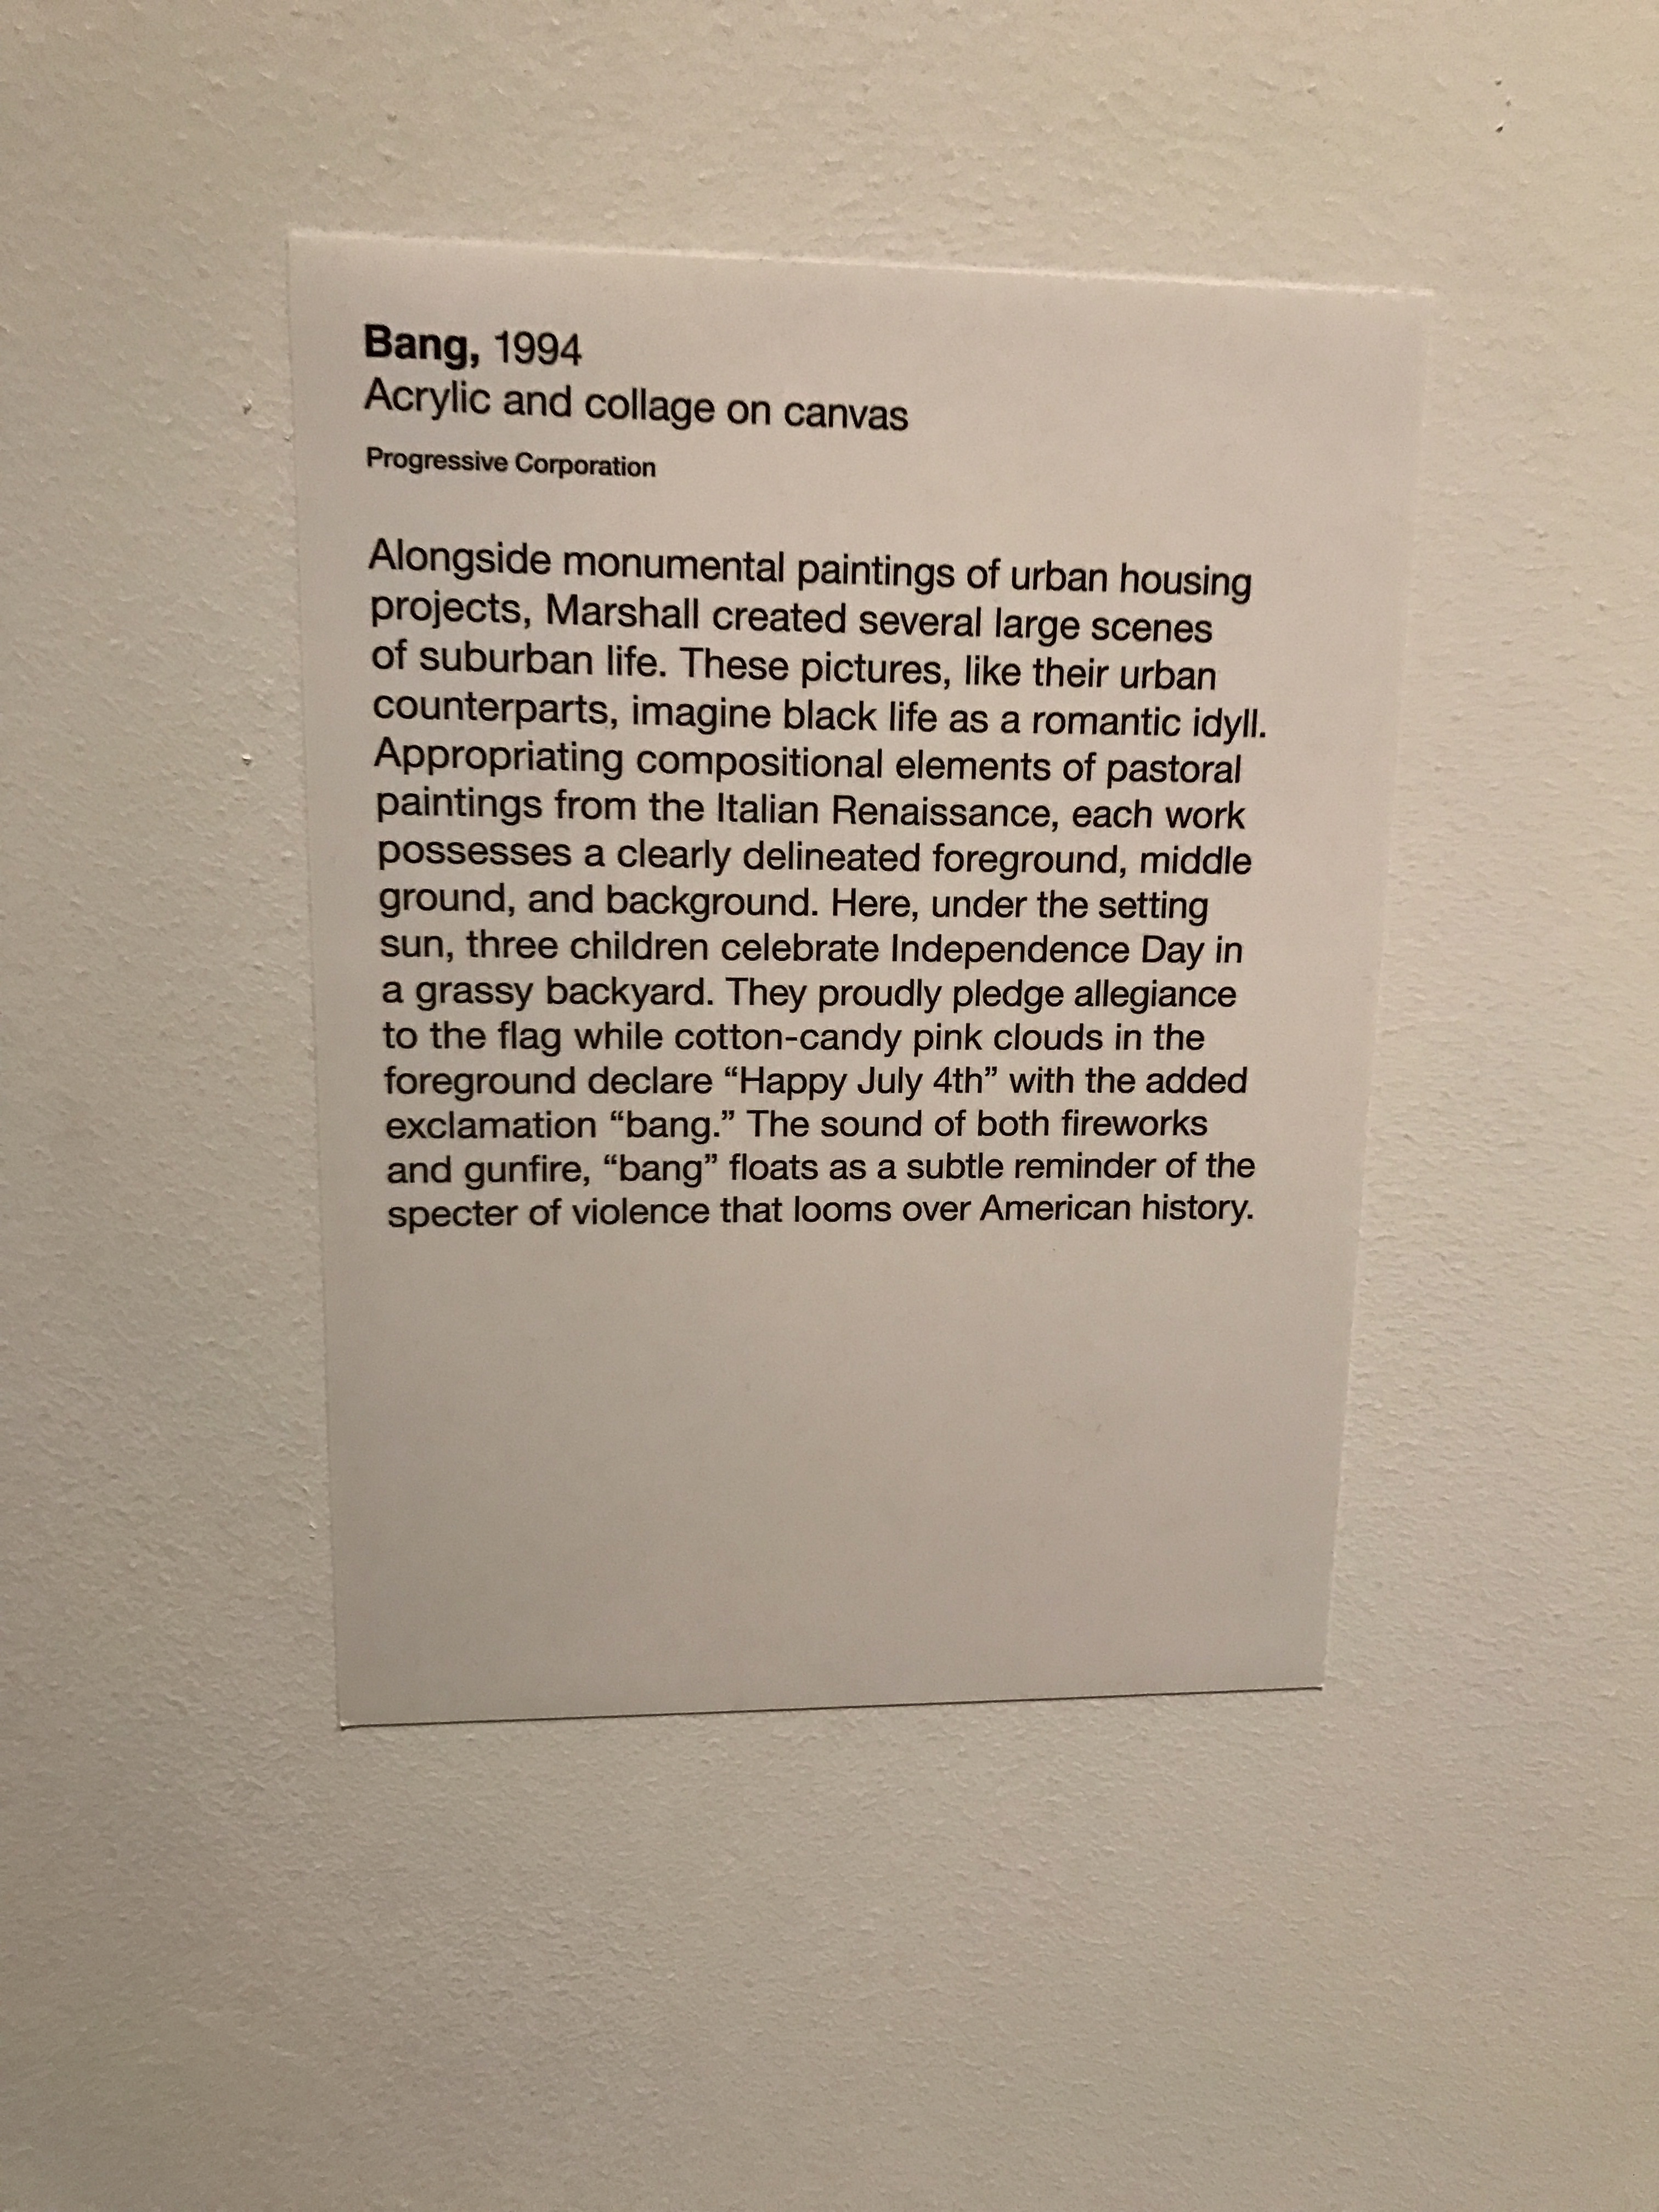 Bang, 1994
Acrylic and collage on canvas
Progressive Corporation
Alongside monumental paintings of urban housing
projects, Marshall created several large scenes
of suburban life. These pictures, like their urban
counterparts, imagine black life as a romantic idyll.
Appropriating compositional elements of pastoral
paintings from the Italian Renaissance, each work
possesses a clearly delineated foreground, middle
ground, and background. Here, under the setting
sun, three children celebrate Independence Day in
a grassy backyard. They proudly pledge allegiance
to the flag while cotton-candy pink clouds in the
foreground declare “Happy July 4th” with the added
exclamation “bang.” The sound of both fireworks
and gunfire, “bang” floats as a subtle reminder of the
specter of violence that looms over American history.